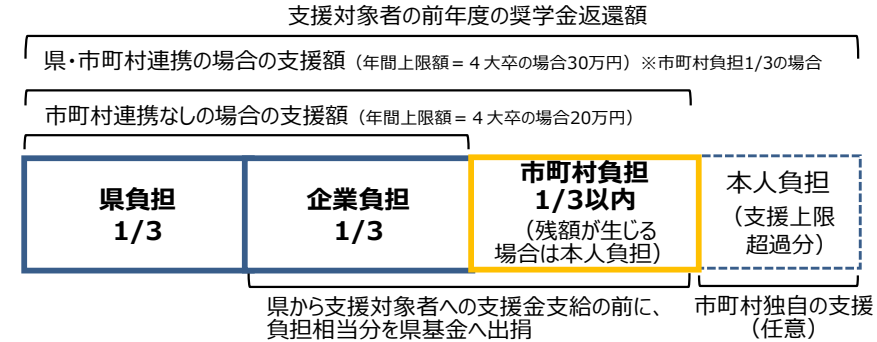 支援対象者の前年度の奨学金返還額
県・市町村連携の場合の支援額（年間上限額＝４大卒の場合30万円）※市町村負担1/3の場合
市町村連携なしの場合の支援額（年間上限額＝４大卒の場合20万円）
県負担
1/3
企業負担
1/3
市町村負担
1/3以内
（残額が生じる
場合は本人負担）
本人負担
（支援上限
超過分）
県から支援対象者への支援金支給の前に、
負担相当分を県基金へ出捐
市町村独自の支援
（任意）